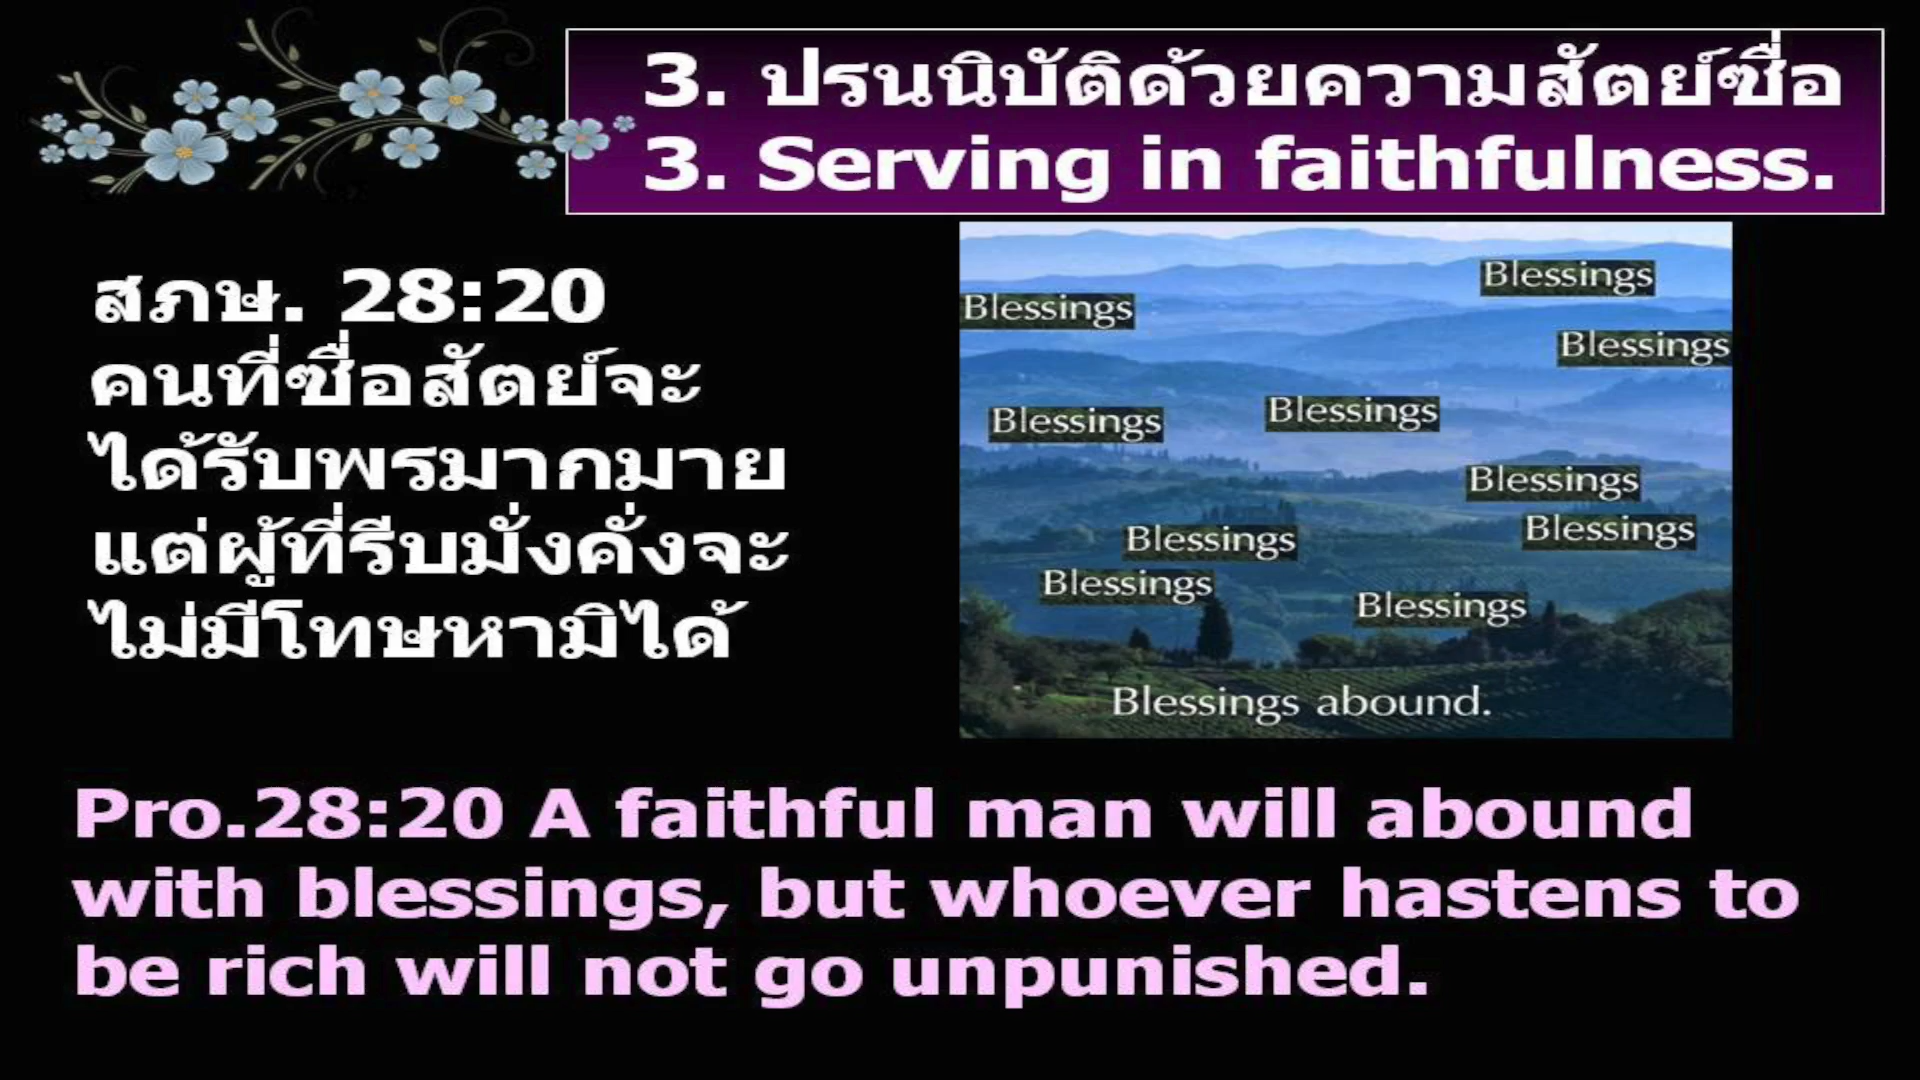 3. ปรนนิบัติด้วยความสัตย์ซื่อ
3. Serving in faithfulness.
สภษ. 28:20
คนที่ซื่อสัตย์จะ
ได้รับพรมากมาย
แต่ผู้ที่รีบมั่งคั่งจะ
ไม่มีโทษหามิได้
Blessings
Blessings
Blessings
Blessings
Blessings
Blessings
Blessings
Blessings
Blessings
Blessings
Blessings abound.
Pro.28:20 A faithful man will abound
with blessings, but whoever hastens to
be rich will not go unpunished.